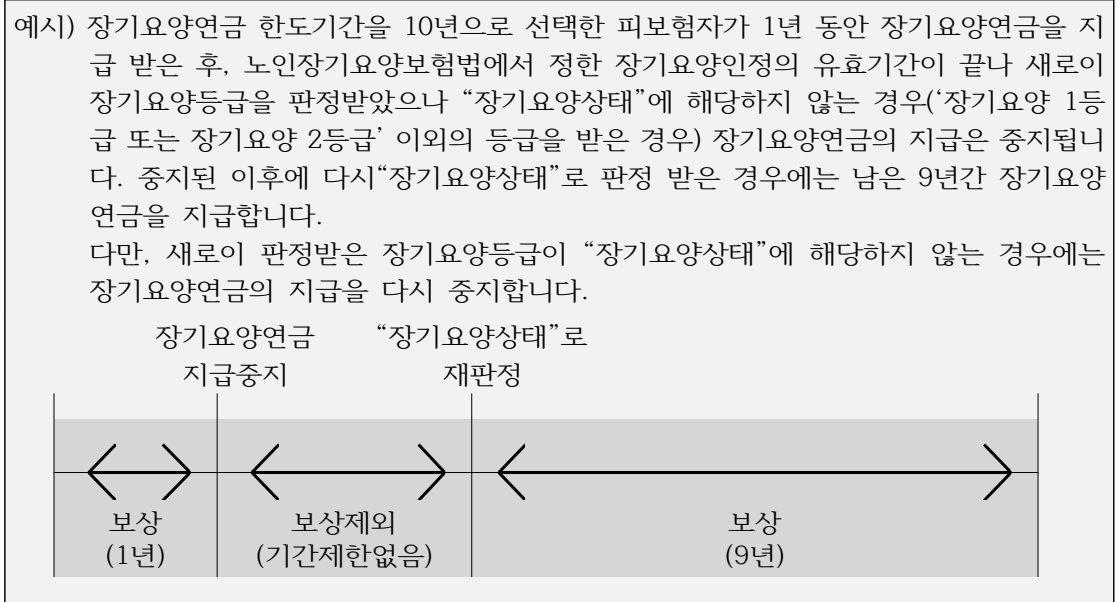 예시) 장기요양연금 한도기간을 10년으로 선택한 피보험자가 1년 동안 장기요양연금을 지
급 받은 후, 노인장기요양보험법에서 정한 장기요양인정의 유효기간이 끝나 새로이
장기요양등급을 판정받았으나 “장기요양상태”에 해당하지 않는 경우(‘장기요양 1등
급 또는 장기요양 2등급’ 이외의 등급을 받은 경우) 장기요양연금의 지급은 중지됩니
다. 중지된 이후에 다시“장기요양상태”로 판정 받은 경우에는 남은 9년간 장기요양
연금을 지급합니다.
다만, 새로이 판정받은 장기요양등급이 “장기요양상태”에 해당하지 않는 경우에는
장기요양연금의 지급을 다시 중지합니다.
장기요양연금 “장기요양상태”로
지급중지 재판정
보상 보상제외 보상
(1년) (기간제한없음) (9년)